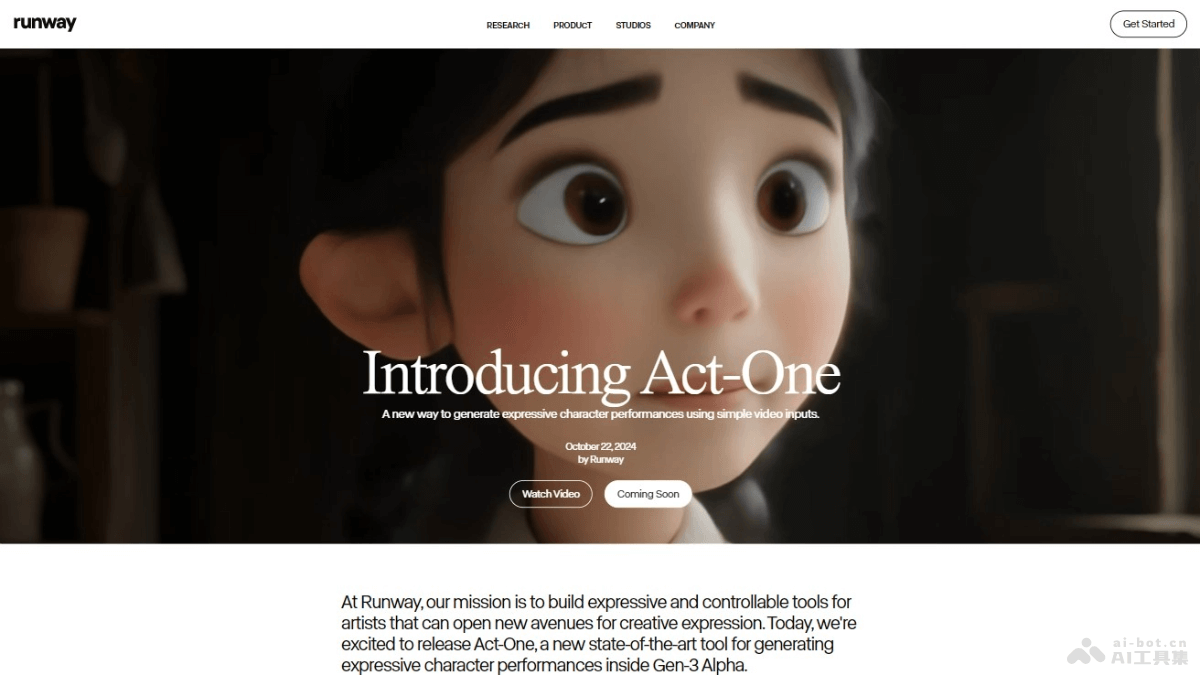 runway
RESEARCH
PRODUCT
STUDIOS
COMPANY
Get Started
Introducing Act-One
A new way to generate expressive character performances using simple video inputs.
October 22, 2024
by Runway
Watch Video
Coming Soon
At Runway, our mission is to build expressive and controllable tools for
artists that can open new avenues for creative expression. Today, we're
excited to release Act-One, a new state-of-the-art tool for generating
expressive character performances inside Gen-3 Alpha.
ai-bot.cn
AI工具集